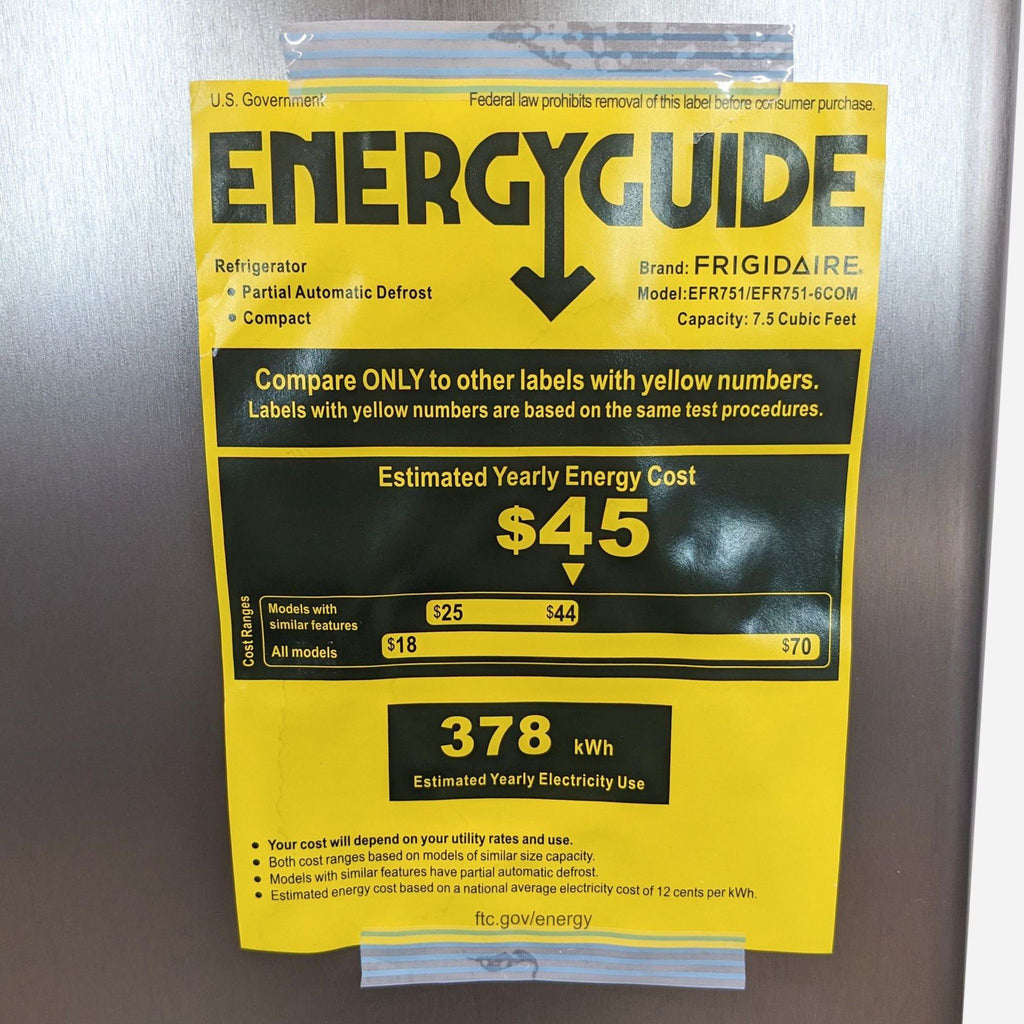 U.S. Government
Federal law prohibits removal of this label before consumer purchase.
ENERGYGUIDE
Refrigerator
• Partial Automatic Defrost
• Compact
Brand: FRIGIDAIRE®
Model:EFR751/EFR751-6COM
Capacity: 7.5 Cubic Feet
Compare ONLY to other labels with yellow numbers.
Labels with yellow numbers are based on the same test procedures.
Estimated Yearly Energy Cost
$45
Cost Ranges
Models with
similar features
$25 $44
All models
$18 $70
378 kWh
Estimated Yearly Electricity Use
• Your cost will depend on your utility rates and use.
• Both cost ranges based on models of similar size capacity.
• Models with similar features have partial automatic defrost.
• Estimated energy cost based on a national average electricity cost of 12 cents per kWh.
ftc.gov/energy